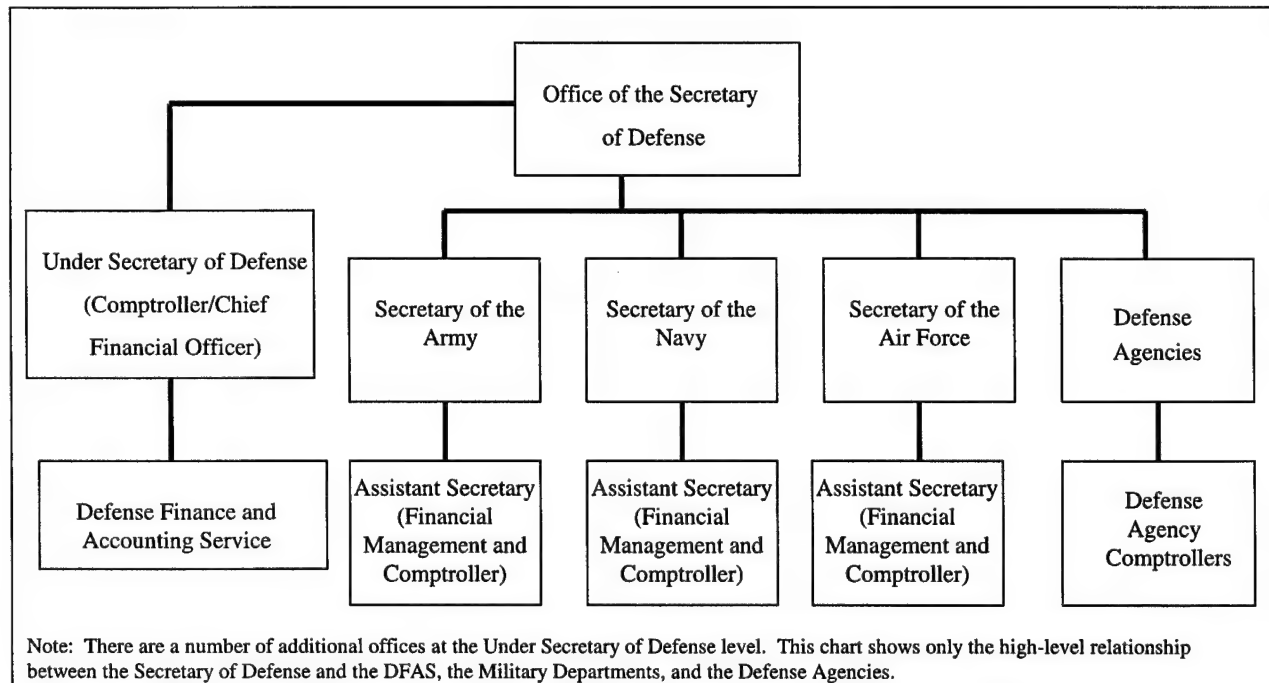 Office of the Secretary
of Defense
Under Secretary of Defense
(Comptroller/Chief
Financial Officer)
Secretary of the
Army
Secretary of the
Navy
Secretary of the
Air Force
Defense
Agencies
Defense Finance and
Accounting Service
Assistant Secretary
(Financial
Management and
Comptroller)
Assistant Secretary
(Financial
Management and
Comptroller)
Assistant Secretary
(Financial
Management and
Comptroller)
Defense
Agency
Comptrollers
Note: There are a number of additional offices at the Under Secretary of Defense level. This chart shows only the high-level relationship
between the Secretary of Defense and the DFAS, the Military Departments, and the Defense Agencies.